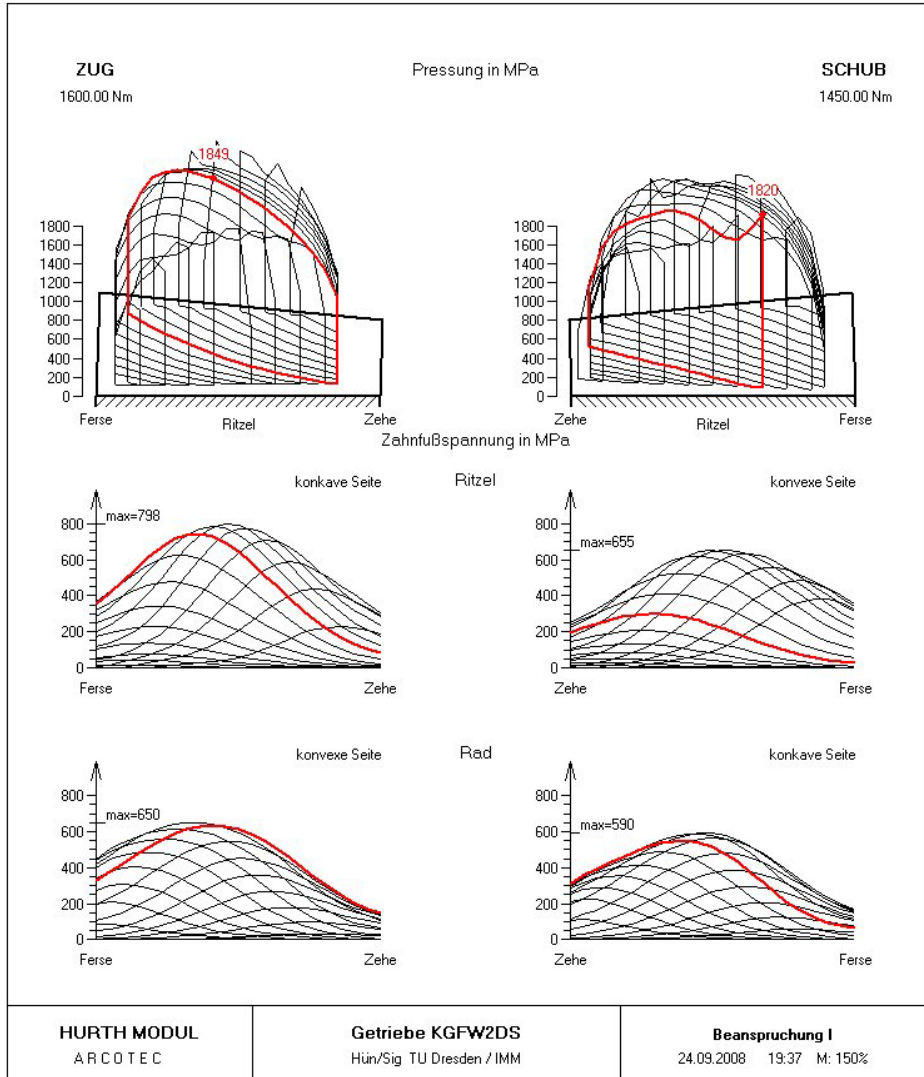 ZUG
Pressung in MPa
SCHUB
1600.00 Nm
1450.00 Nm
1849
1820
1800
1600
1400
1200
1000
800
600
400
200
0
Ferse
Ritzel
Zehe
1800
1600
1400
1200
1000
800
600
400
200
0
Zehe
Ritzel
Ferse
Zahnfußspannung in MPa
konkave Seite
Ritzel
konvexe Seite
max=798
800
600
400
200
0
Ferse
Zehe
max=655
800
600
400
200
0
Zehe
Ferse
konvexe Seite
Rad
konkave Seite
max=650
800
600
400
200
0
Ferse
Zehe
max=590
800
600
400
200
0
Zehe
Ferse
HURTH MODUL
ARCOTEC
Getriebe KGFW2DS
Hün/Sig TU Dresden / IMM
Beanspruchung I
24.09.2008 19:37 M: 150%